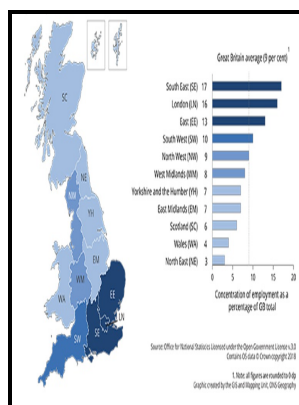 Great Britain average (9 per cent)¹
South East (SE) 17
London (LN) 16
East (EE) 13
South West (SW) 10
North West (NW) 9
West Midlands (WM) 8
Yorkshire and the Humber (YH) 7
East Midlands (EM) 7
Scotland (SC) 6
Wales (WA) 4
North East (NE) 3
0 5 10 15 20
Concentration of employment as a
percentage of GB total
SC
NE
NW
YH
EM
WM
WA
EE
LN
SE
SW
Source: Office for National Statistics Licensed under the Open Government License v.3.0
Contains OS data © Crown copyright 2018
1. Note: all figures are rounded to 0 dp
Graphic created by the GIS and Mapping Unit, ONS Geography